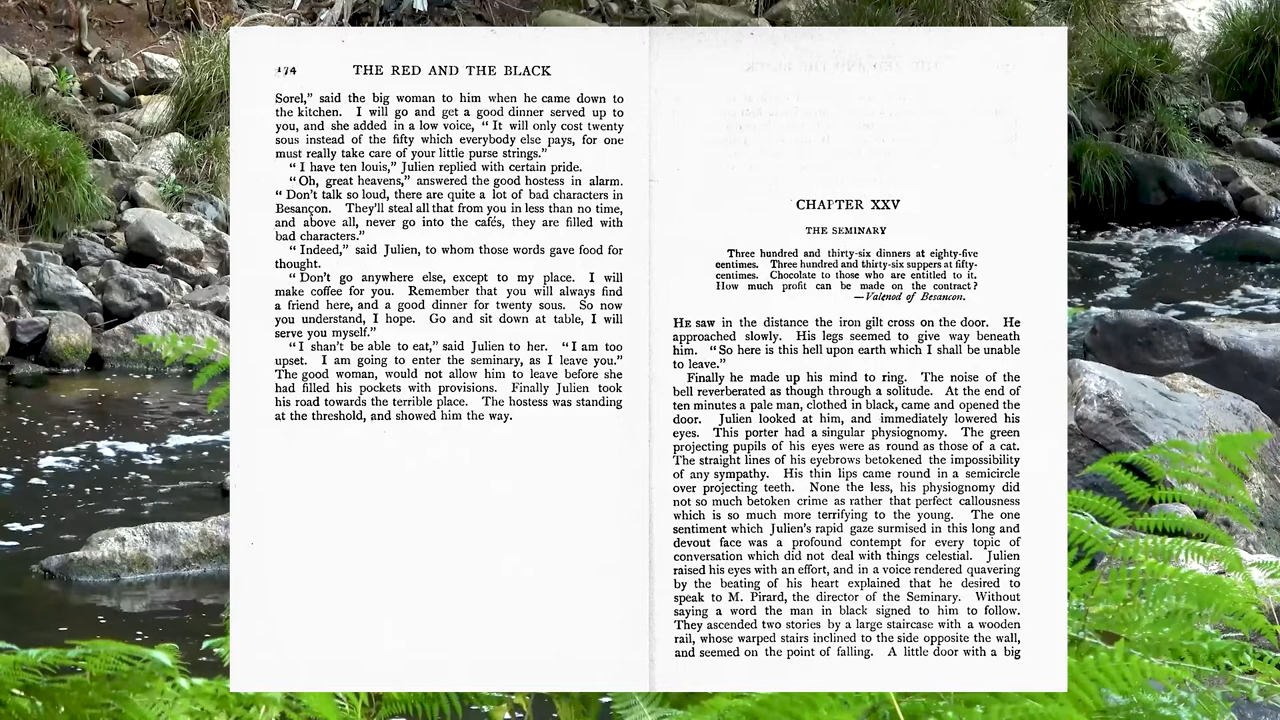 174 THE RED AND THE BLACK
Sorel,” said the big woman to him when he came down to
the kitchen. I will go and get a good dinner served up to
you, and she added in a low voice, “ It will only cost twenty
sous instead of the fifty which everybody else pays, for one
must really take care of your little purse strings.”
“ I have ten louis,” Julien replied with certain pride.
“ Oh, great heavens,” answered the good hostess in alarm.
“ Don’t talk so loud, there are quite a lot of bad characters in
Besançon. They’ll steal all that from you in less than no time,
and above all, never go into the cafés, they are filled with
bad characters.”
“ Indeed,” said Julien, to whom those words gave food for
thought.
“ Don’t go anywhere else, except to my place. I will
make coffee for you. Remember that you will always find
a friend here, and a good dinner for twenty sous. So now
you understand, I hope. Go and sit down at table, I will
serve you myself.”
“ I shan’t be able to eat,” said Julien to her. “ I am too
upset. I am going to enter the seminary, as I leave you.”
The good woman, would not allow him to leave before she
had filled his pockets with provisions. Finally Julien took
his road towards the terrible place. The hostess was standing
at the threshold, and showed him the way.
CHAPTER XXV
THE SEMINARY
Three hundred and thirty-six dinners at eighty-five
centimes. Three hundred and thirty-six suppers at fifty-
centimes. Chocolate to those who are entitled to it.
How much profit can be made on the contract?
—Valenod of Besancon.
HE saw in the distance the iron gilt cross on the door. He
approached slowly. His legs seemed to give way beneath
him. “ So here is this hell upon earth which I shall be unable
to leave.”
Finally he made up his mind to ring. The noise of the
bell reverberated as though through a solitude. At the end of
ten minutes a pale man, clothed in black, came and opened the
door. Julien looked at him, and immediately lowered his
eyes. This porter had a singular physiognomy. The green
projecting pupils of his eyes were as round as those of a cat.
The straight lines of his eyebrows betokened the impossibility
of any sympathy. His thin lips came round in a semicircle
over projecting teeth. None the less, his physiognomy did
not so much betoken crime as rather that perfect callousness
which is so much more terrifying to the young. The one
sentiment which Julien’s rapid gaze surmised in this long and
devout face was a profound contempt for every topic of
conversation which did not deal with things celestial. Julien
raised his eyes with an effort, and in a voice rendered quavering
by the beating of his heart explained that he desired to
speak to M. Pirard, the director of the Seminary. Without
saying a word the man in black signed to him to follow.
They ascended two stories by a large staircase with a wooden
rail, whose warped stairs inclined to the side opposite the wall,
and seemed on the point of falling. A little door with a big